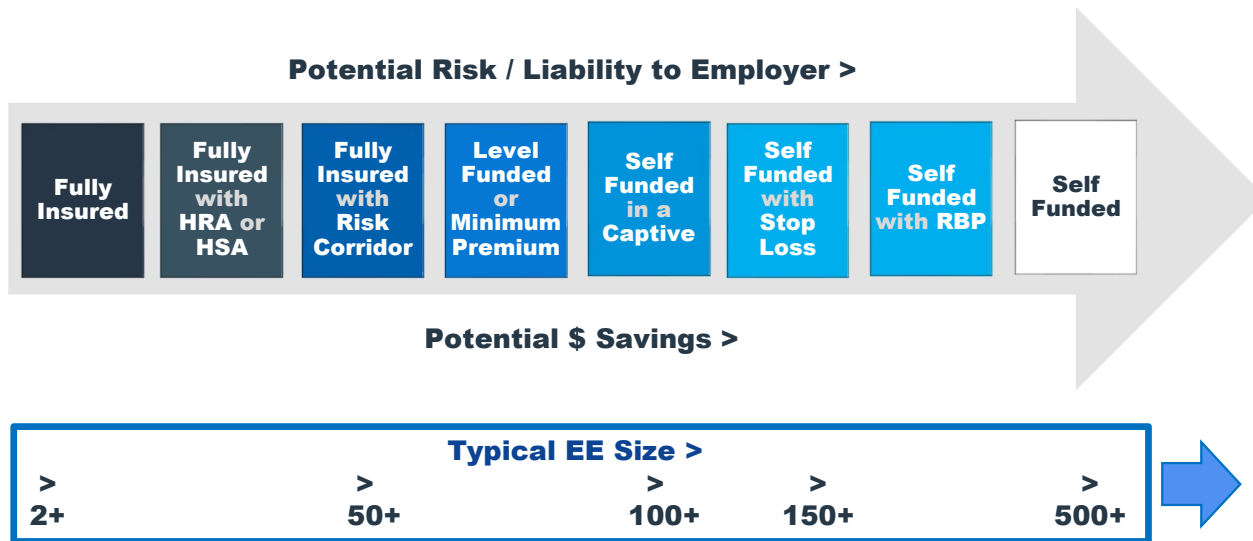 Potential Risk / Liability to Employer >
Fully
Insured
Fully
Insured
with
HRA or
HSA
Fully
Insured
with
Risk
Corridor
Level
Funded
or
Minimum
Premium
Self
Funded
in a
Captive
Self
Funded
with
Stop
Loss
Self
Funded
with RBP
Self
Funded
Potential $ Savings >
Typical EE Size >
> > > > >
2+ 50+ 100+ 150+ 500+